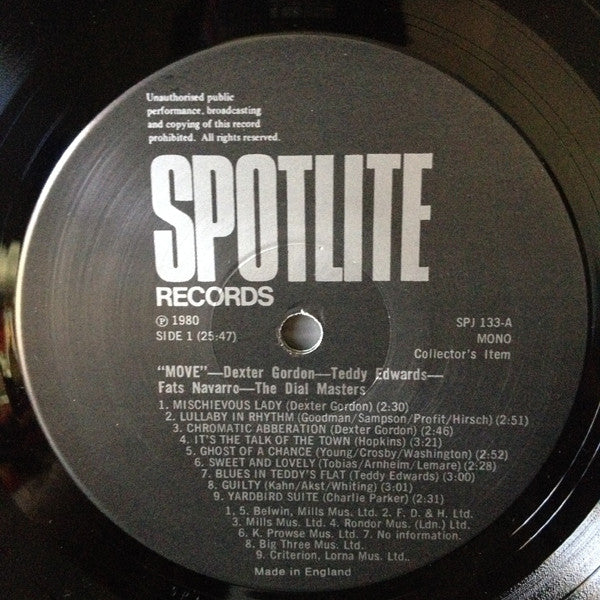 Unauthorised public
performance, broadcasting
and copying of this record
prohibited. All rights reserved.
SPOTLITE
RECORDS
℗ 1980
SIDE 1 (25:47)
SPJ 133-A
MONO
Collector's Item
"MOVE"—Dexter Gordon—Teddy Edwards—
Fats Navarro—The Dial Masters
1. MISCHIEVOUS LADY (Dexter Gordon) (2:30)
2. LULLABY IN RHYTHM (Goodman/Sampson/Profit/Hirsch) (2:51)
3. CHROMATIC ABBERATION (Dexter Gordon) (2:46)
4. IT'S THE TALK OF THE TOWN (Hopkins) (3:21)
5. GHOST OF A CHANCE (Young/Crosby/Washington) (2:52)
6. SWEET AND LOVELY (Tobias/Arnheim/Lemare) (2:28)
7. BLUES IN TEDDY'S FLAT (Teddy Edwards) (3:00)
8. GUILTY (Kahn/Akst/Whiting) (3:01)
9. YARDBIRD SUITE (Charlie Parker) (2:31)
1, 5. Belwin, Mills Mus. Ltd. 2. F. D. & H. Ltd.
3. Mills Mus. Ltd. 4. Rondor Mus. (Ldn.) Ltd.
6. K. Prowse Mus. Ltd. 7. No information.
8. Big Three Mus. Ltd.
9. Criterion, Lorna Mus. Ltd.
Made in England